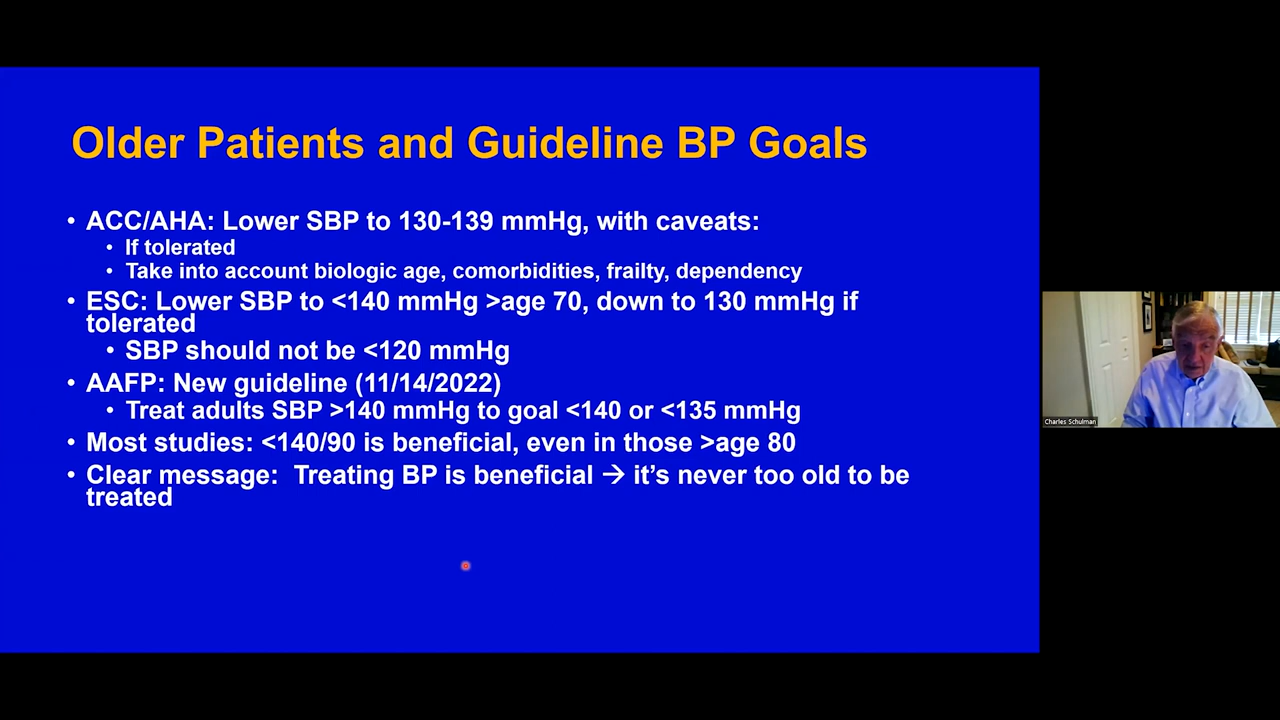 Older Patients and Guideline BP Goals
• ACC/AHA: Lower SBP to 130-139 mmHg, with caveats:
• If tolerated
• Take into account biologic age, comorbidities, frailty, dependency
• ESC: Lower SBP to <140 mmHg >age 70, down to 130 mmHg if
tolerated
• SBP should not be <120 mmHg
• AAFP: New guideline (11/14/2022)
• Treat adults SBP >140 mmHg to goal <140 or <135 mmHg
• Most studies: <140/90 is beneficial, even in those >age 80
• Clear message: Treating BP is beneficial → it’s never too old to be
treated
Charles Schulman